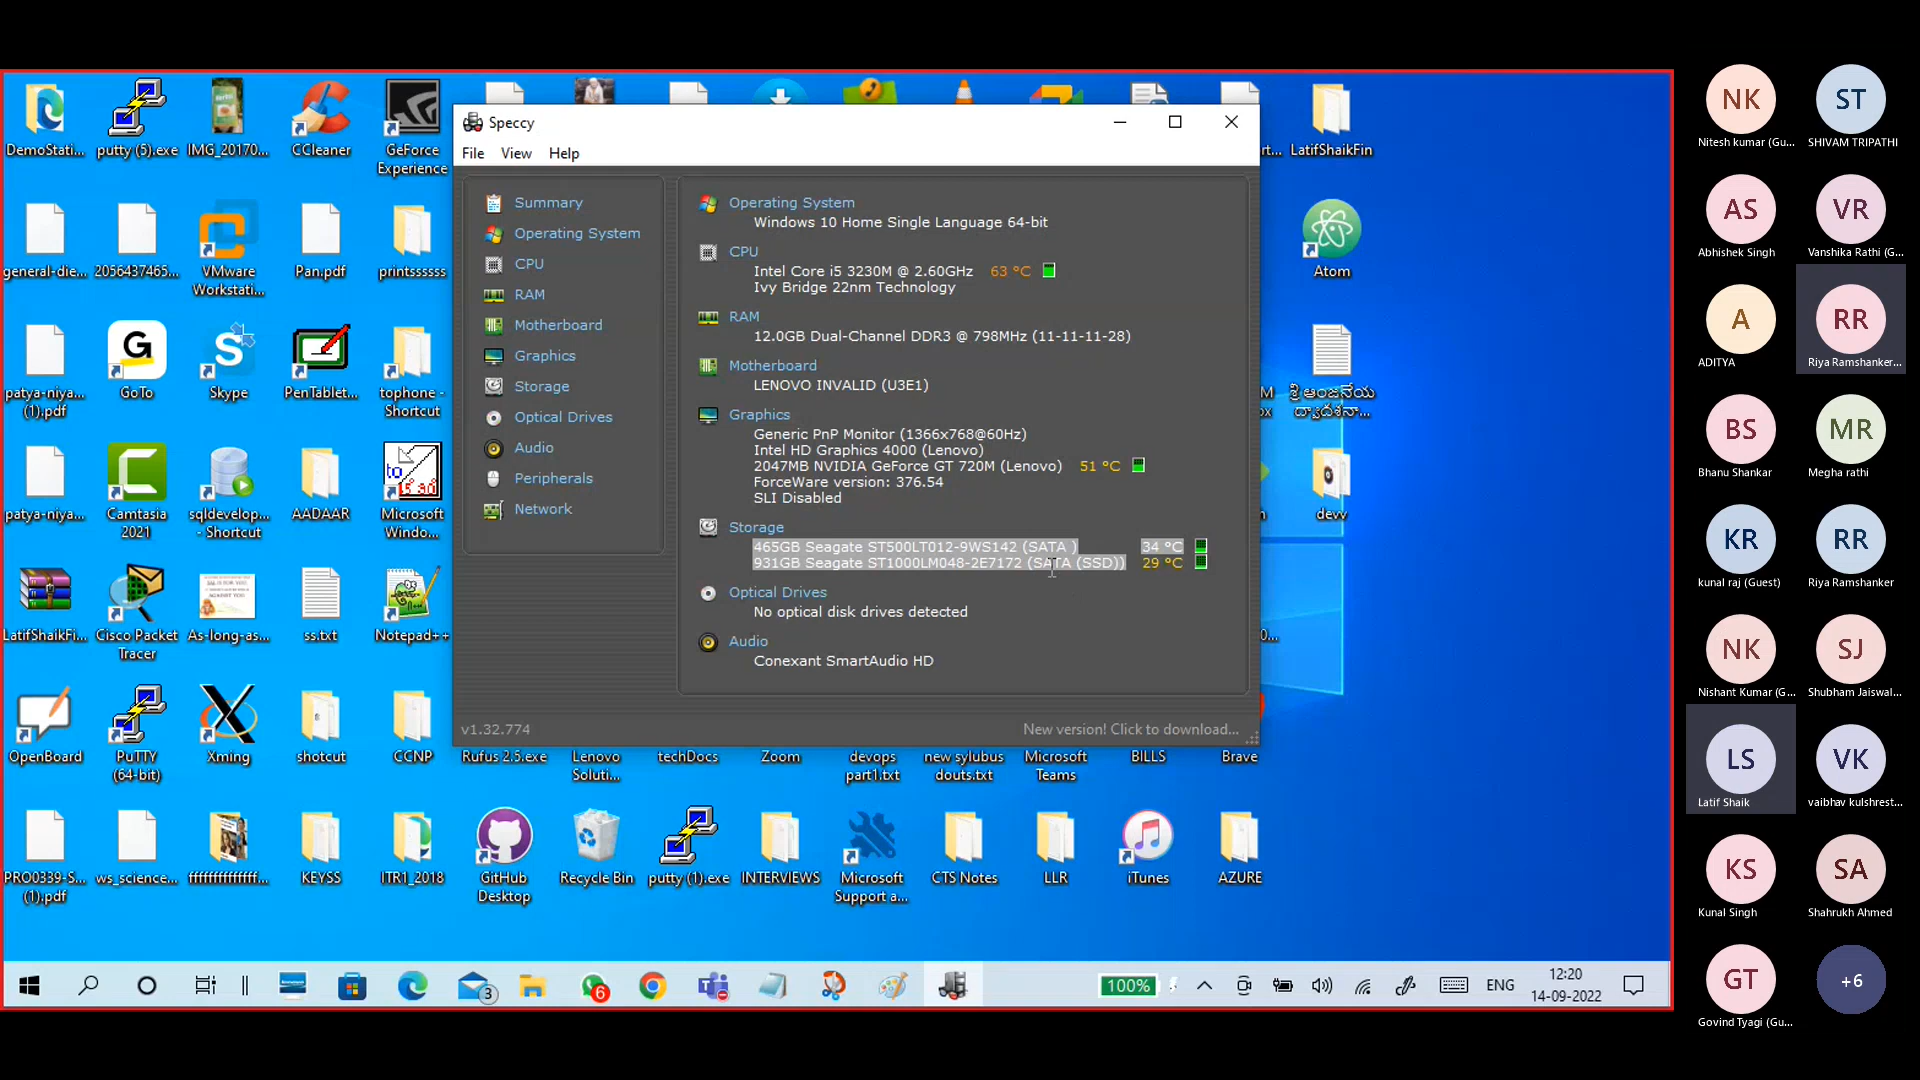 Speccy
File View Help
Summary
Operating System
CPU
RAM
Motherboard
Graphics
Storage
Optical Drives
Audio
Peripherals
Network
Operating System
Windows 10 Home Single Language 64-bit
CPU
Intel Core i5 3230M @ 2.60GHz 63 °C
Ivy Bridge 22nm Technology
RAM
12.0GB Dual-Channel DDR3 @ 798MHz (11-11-11-28)
Motherboard
LENOVO INVALID (U3E1)
Graphics
Generic PnP Monitor (1366x768@60Hz)
Intel HD Graphics 4000 (Lenovo)
2047MB NVIDIA GeForce GT 720M (Lenovo) 51 °C
ForceWare version: 376.54
SLI Disabled
Storage
465GB Seagate ST500LT012-9WS142 (SATA ) 34 °C
931GB Seagate ST1000LM048-2E7172 (SATA (SSD)) 29 °C
Optical Drives
No optical disk drives detected
Audio
Conexant SmartAudio HD
v1.32.774 New version! Click to download...
DemoStati... putty (5).exe IMG_20170... CCleaner GeForce
Experience
rt... LatifShaikFin
general-die... 2056437465... VMware
Workstati...
Pan.pdf printssssss
Atom
patya-niya...
(1).pdf
GoTo Skype PenTablet... tophone -
Shortcut
శ్రీ ఆంజనేయ
ద్వాదశనా...
patya-niya... Camtasia
2021
sqldevelop...
- Shortcut
AADAAR Microsoft
Windo...
devv
LatifShaikFi... Cisco Packet
Tracer
As-long-as... ss.txt Notepad++
OpenBoard PuTTY
(64-bit)
Xming shotcut CCNP Rufus 2.5.exe Lenovo
Soluti...
techDocs Zoom devops
part1.txt
new sylubus
douts.txt
Microsoft
Teams
BILLS Brave
PRO0339-S...
(1).pdf
ws_science... ffffffffffffff... KEYSS ITR1_2018 GitHub
Desktop
Recycle Bin putty (1).exe INTERVIEWS Microsoft
Support a...
CTS Notes LLR iTunes AZURE
3
6
100%
ENG
12:20
14-09-2022
NK
Nitesh kumar (Gu...
ST
SHIVAM TRIPATHI
AS
Abhishek Singh
VR
Vanshika Rathi (G...
A
ADITYA
RR
Riya Ramshanker...
BS
Bhanu Shankar
MR
Megha rathi
KR
kunal raj (Guest)
RR
Riya Ramshanker
NK
Nishant Kumar (G...
SJ
Shubham Jaiswal...
LS
Latif Shaik
VK
vaibhav kulshrest...
KS
Kunal Singh
SA
Shahrukh Ahmed
GT
Govind Tyagi (Gu...
+6